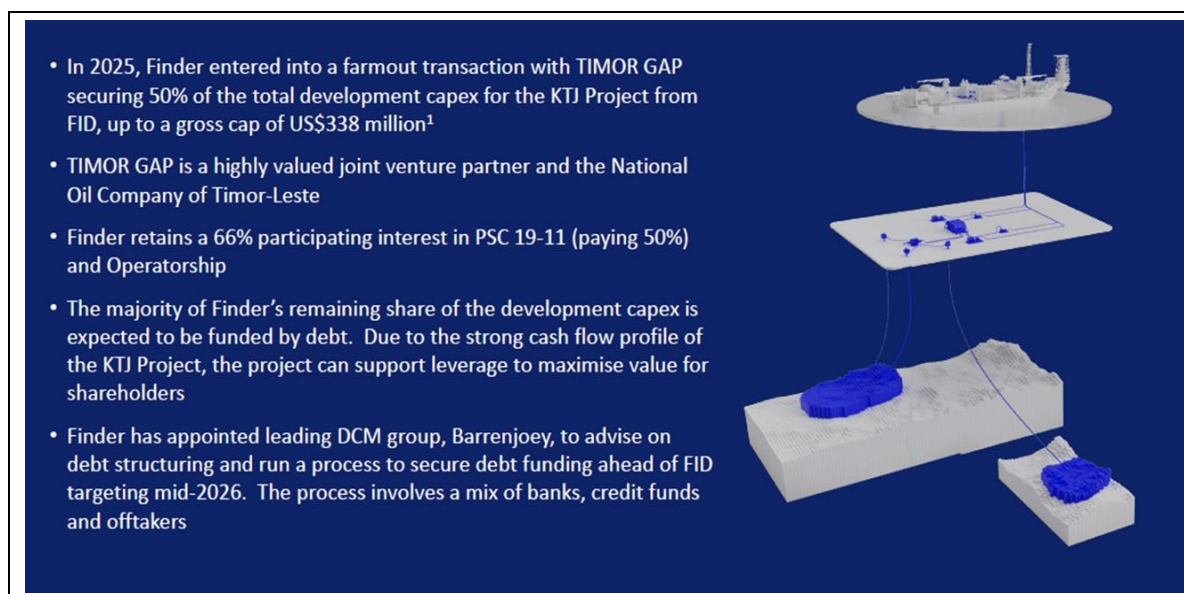 • In 2025, Finder entered into a farmout transaction with TIMOR GAP
securing 50% of the total development capex for the KTJ Project from
FID, up to a gross cap of US$338 million¹
• TIMOR GAP is a highly valued joint venture partner and the National
Oil Company of Timor-Leste
• Finder retains a 66% participating interest in PSC 19-11 (paying 50%)
and Operatorship
• The majority of Finder’s remaining share of the development capex is
expected to be funded by debt.  Due to the strong cash flow profile of
the KTJ Project, the project can support leverage to maximise value for
shareholders
• Finder has appointed leading DCM group, Barrenjoey, to advise on
debt structuring and run a process to secure debt funding ahead of FID
targeting mid-2026.  The process involves a mix of banks, credit funds
and offtakers